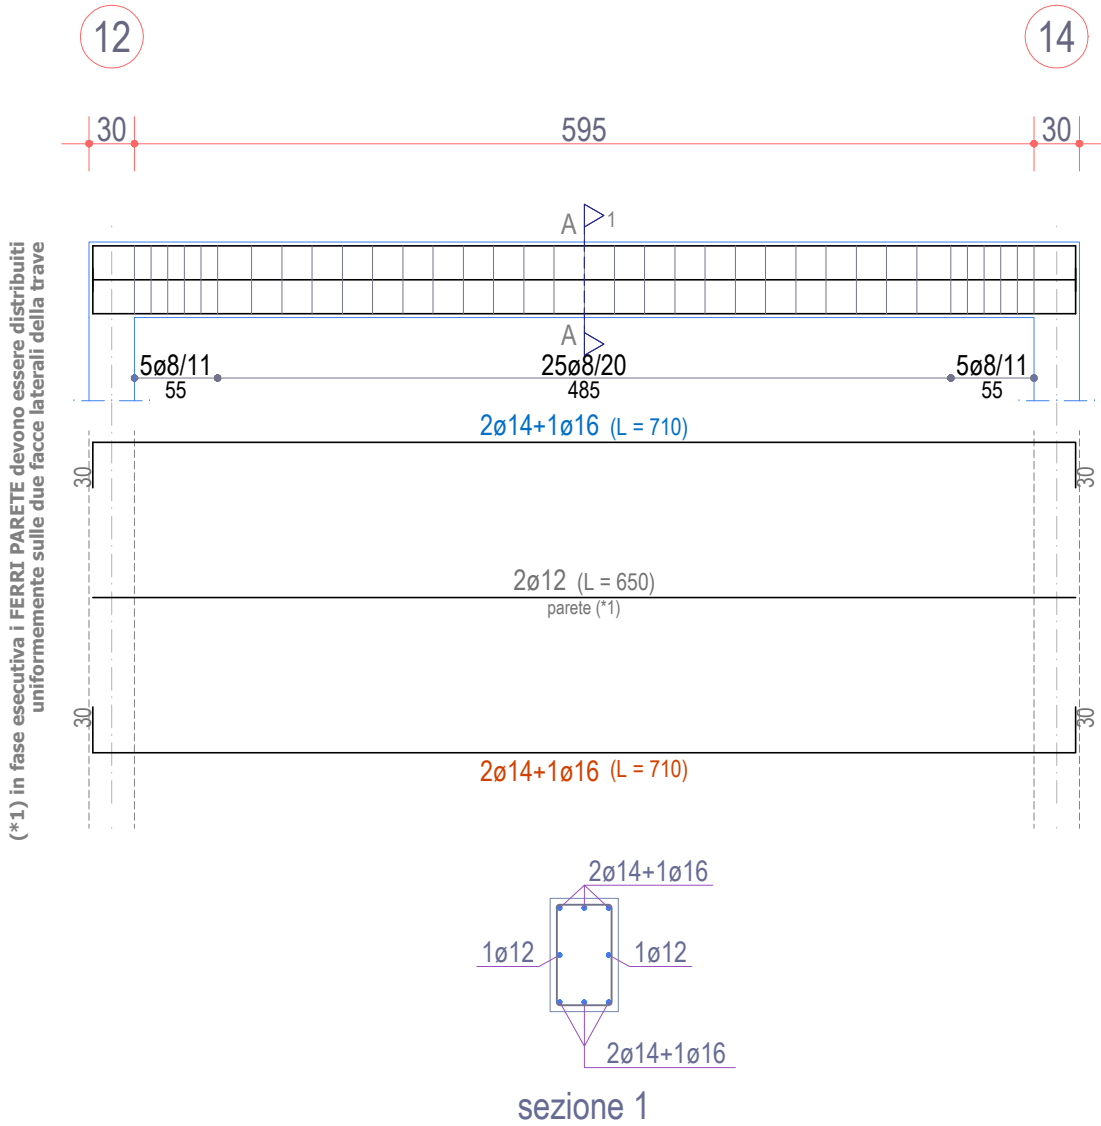 12
14
30
595
30
A
1
A
5ø8/11
25ø8/20
5ø8/11
55
485
55
2ø14+1ø16 (L = 710)
30
30
2ø12 (L = 650)
parete (*1)
30
30
2ø14+1ø16 (L = 710)
(*1) in fase esecutiva i FERRI PARETE devono essere distribuiti
uniformemente sulle due facce laterali della trave
2ø14+1ø16
1ø12
1ø12
2ø14+1ø16
sezione 1